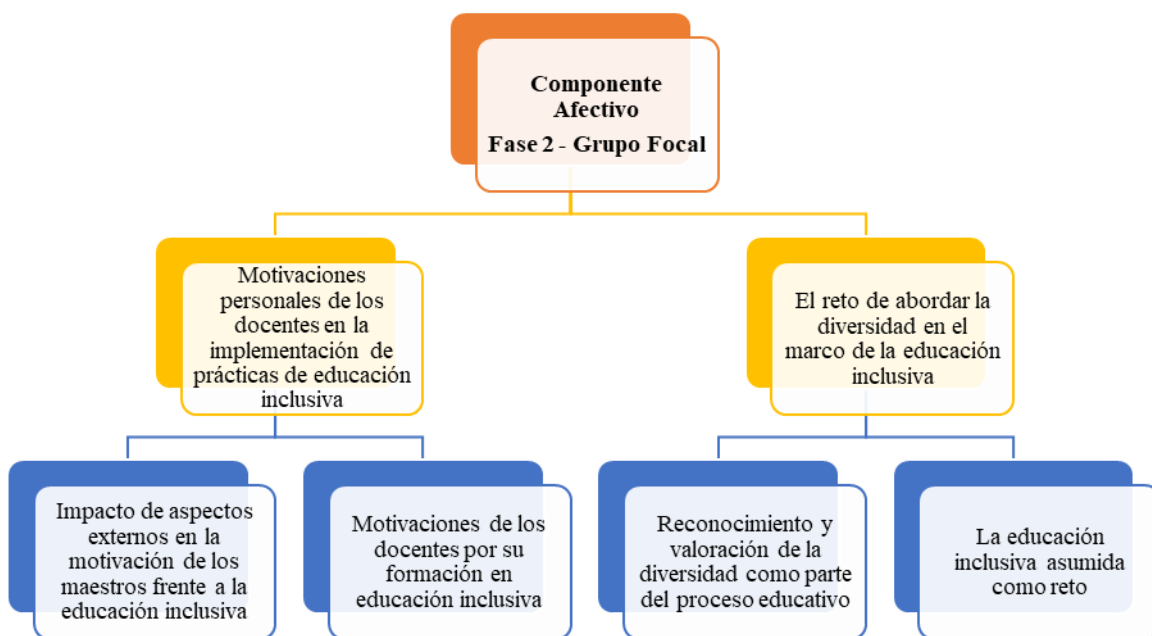 Componente
Afectivo
Fase 2 - Grupo Focal
Motivaciones
personales de los
docentes en la
implementación de
prácticas de educación
inclusiva
El reto de abordar la
diversidad en el
marco de la educación
inclusiva
Impacto de aspectos
externos en la
motivación de los
maestros frente a la
educación inclusiva
Motivaciones de los
docentes por su
formación en
educación inclusiva
Reconocimiento y
valoración de la
diversidad como parte
del proceso educativo
La educación
inclusiva asumida
como reto